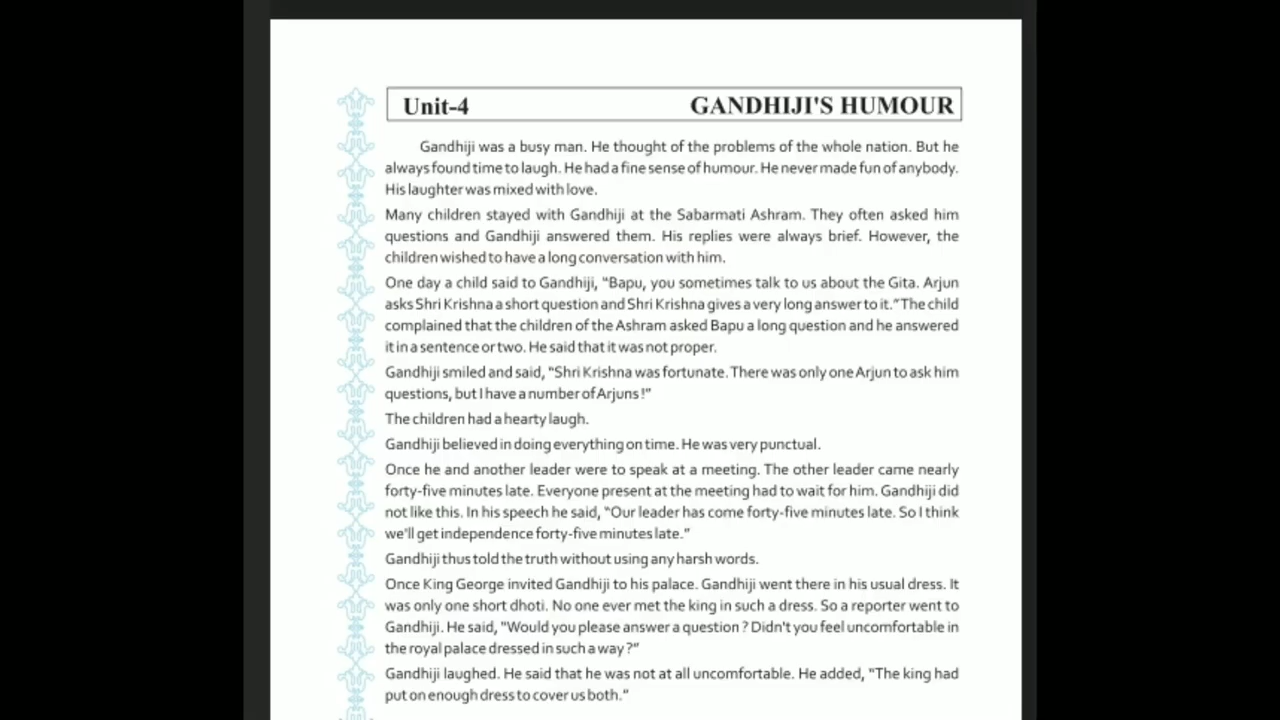 Unit-4 GANDHIJI'S HUMOUR
Gandhiji was a busy man. He thought of the problems of the whole nation. But he
always found time to laugh. He had a fine sense of humour. He never made fun of anybody.
His laughter was mixed with love.
Many children stayed with Gandhiji at the Sabarmati Ashram. They often asked him
questions and Gandhiji answered them. His replies were always brief. However, the
children wished to have a long conversation with him.
One day a child said to Gandhiji, “Bapu, you sometimes talk to us about the Gita. Arjun
asks Shri Krishna a short question and Shri Krishna gives a very long answer to it.” The child
complained that the children of the Ashram asked Bapu a long question and he answered
it in a sentence or two. He said that it was not proper.
Gandhiji smiled and said, “Shri Krishna was fortunate. There was only one Arjun to ask him
questions, but I have a number of Arjuns !”
The children had a hearty laugh.
Gandhiji believed in doing everything on time. He was very punctual.
Once he and another leader were to speak at a meeting. The other leader came nearly
forty-five minutes late. Everyone present at the meeting had to wait for him. Gandhiji did
not like this. In his speech he said, “Our leader has come forty-five minutes late. So I think
we'll get independence forty-five minutes late.”
Gandhiji thus told the truth without using any harsh words.
Once King George invited Gandhiji to his palace. Gandhiji went there in his usual dress. It
was only one short dhoti. No one ever met the king in such a dress. So a reporter went to
Gandhiji. He said, “Would you please answer a question ? Didn't you feel uncomfortable in
the royal palace dressed in such a way ?”
Gandhiji laughed. He said that he was not at all uncomfortable. He added, “The king had
put on enough dress to cover us both.”